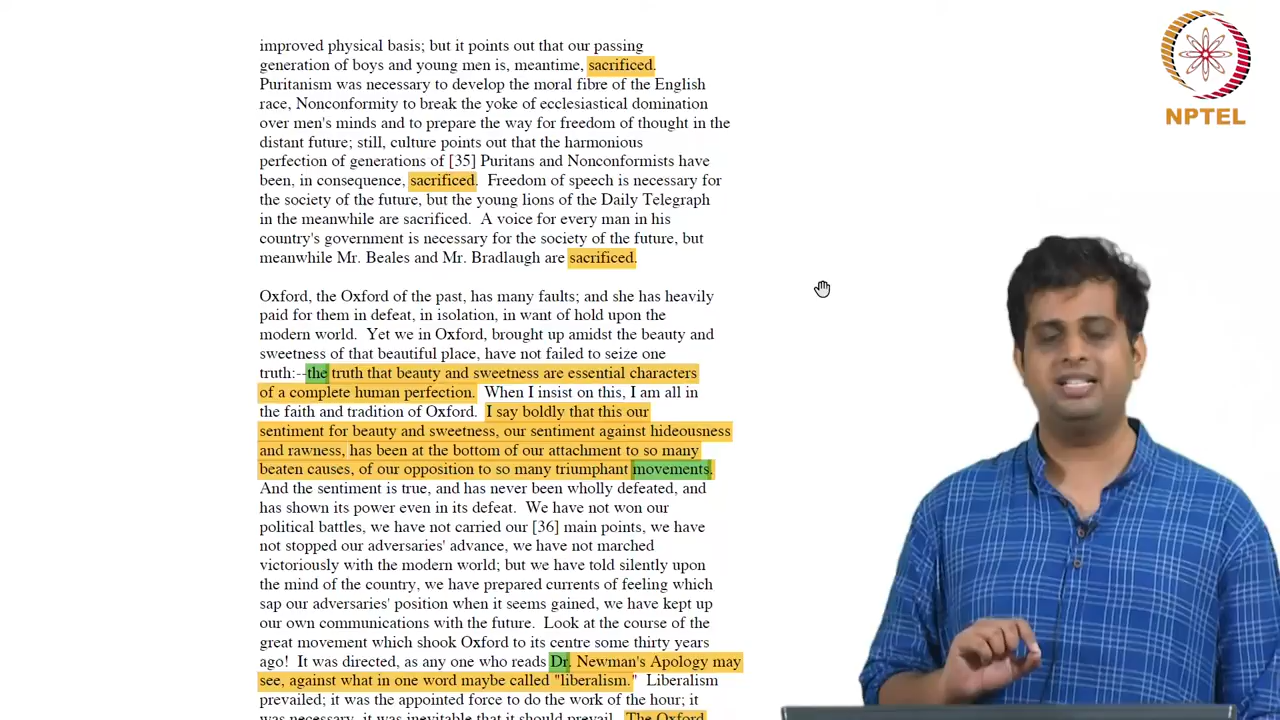 improved physical basis; but it points out that our passing
generation of boys and young men is, meantime, sacrificed.
Puritanism was necessary to develop the moral fibre of the English
race, Nonconformity to break the yoke of ecclesiastical domination
over men's minds and to prepare the way for freedom of thought in the
distant future; still, culture points out that the harmonious
perfection of generations of [35] Puritans and Nonconformists have
been, in consequence, sacrificed. Freedom of speech is necessary for
the society of the future, but the young lions of the Daily Telegraph
in the meanwhile are sacrificed. A voice for every man in his
country's government is necessary for the society of the future, but
meanwhile Mr. Beales and Mr. Bradlaugh are sacrificed.
Oxford, the Oxford of the past, has many faults; and she has heavily
paid for them in defeat, in isolation, in want of hold upon the
modern world. Yet we in Oxford, brought up amidst the beauty and
sweetness of that beautiful place, have not failed to seize one
truth:--the truth that beauty and sweetness are essential characters
of a complete human perfection. When I insist on this, I am all in
the faith and tradition of Oxford. I say boldly that this our
sentiment for beauty and sweetness, our sentiment against hideousness
and rawness, has been at the bottom of our attachment to so many
beaten causes, of our opposition to so many triumphant movements.
And the sentiment is true, and has never been wholly defeated, and
has shown its power even in its defeat. We have not won our
political battles, we have not carried our [36] main points, we have
not stopped our adversaries' advance, we have not marched
victoriously with the modern world; but we have told silently upon
the mind of the country, we have prepared currents of feeling which
sap our adversaries' position when it seems gained, we have kept up
our own communications with the future. Look at the course of the
great movement which shook Oxford to its centre some thirty years
ago! It was directed, as any one who reads Dr. Newman's Apology may
see, against what in one word maybe called "liberalism." Liberalism
prevailed; it was the appointed force to do the work of the hour; it
was necessary, it was inevitable that it should prevail. The Oxford
NPTEL